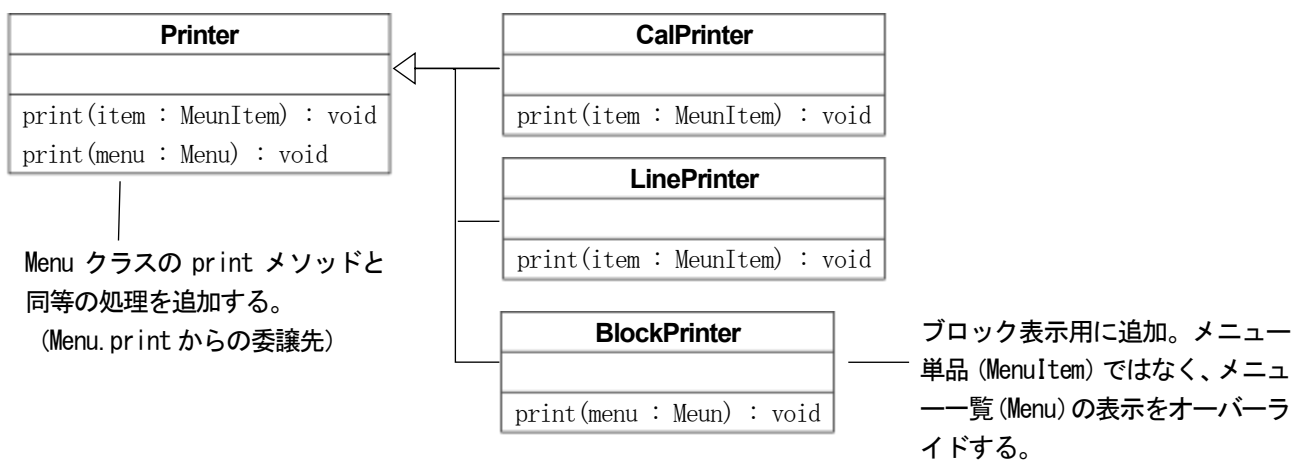 Printer
print(item : MeunItem) : void
print(menu : Menu) : void
Menu クラスの print メソッドと
同等の処理を追加する。
（Menu.print からの委譲先）
CalPrinter
print(item : MeunItem) : void
LinePrinter
print(item : MeunItem) : void
BlockPrinter
print(menu : Meun) : void
ブロック表示用に追加。メニュー
単品（MenuItem）ではなく、メニュ
ー一覧（Menu）の表示をオーバーラ
イドする。